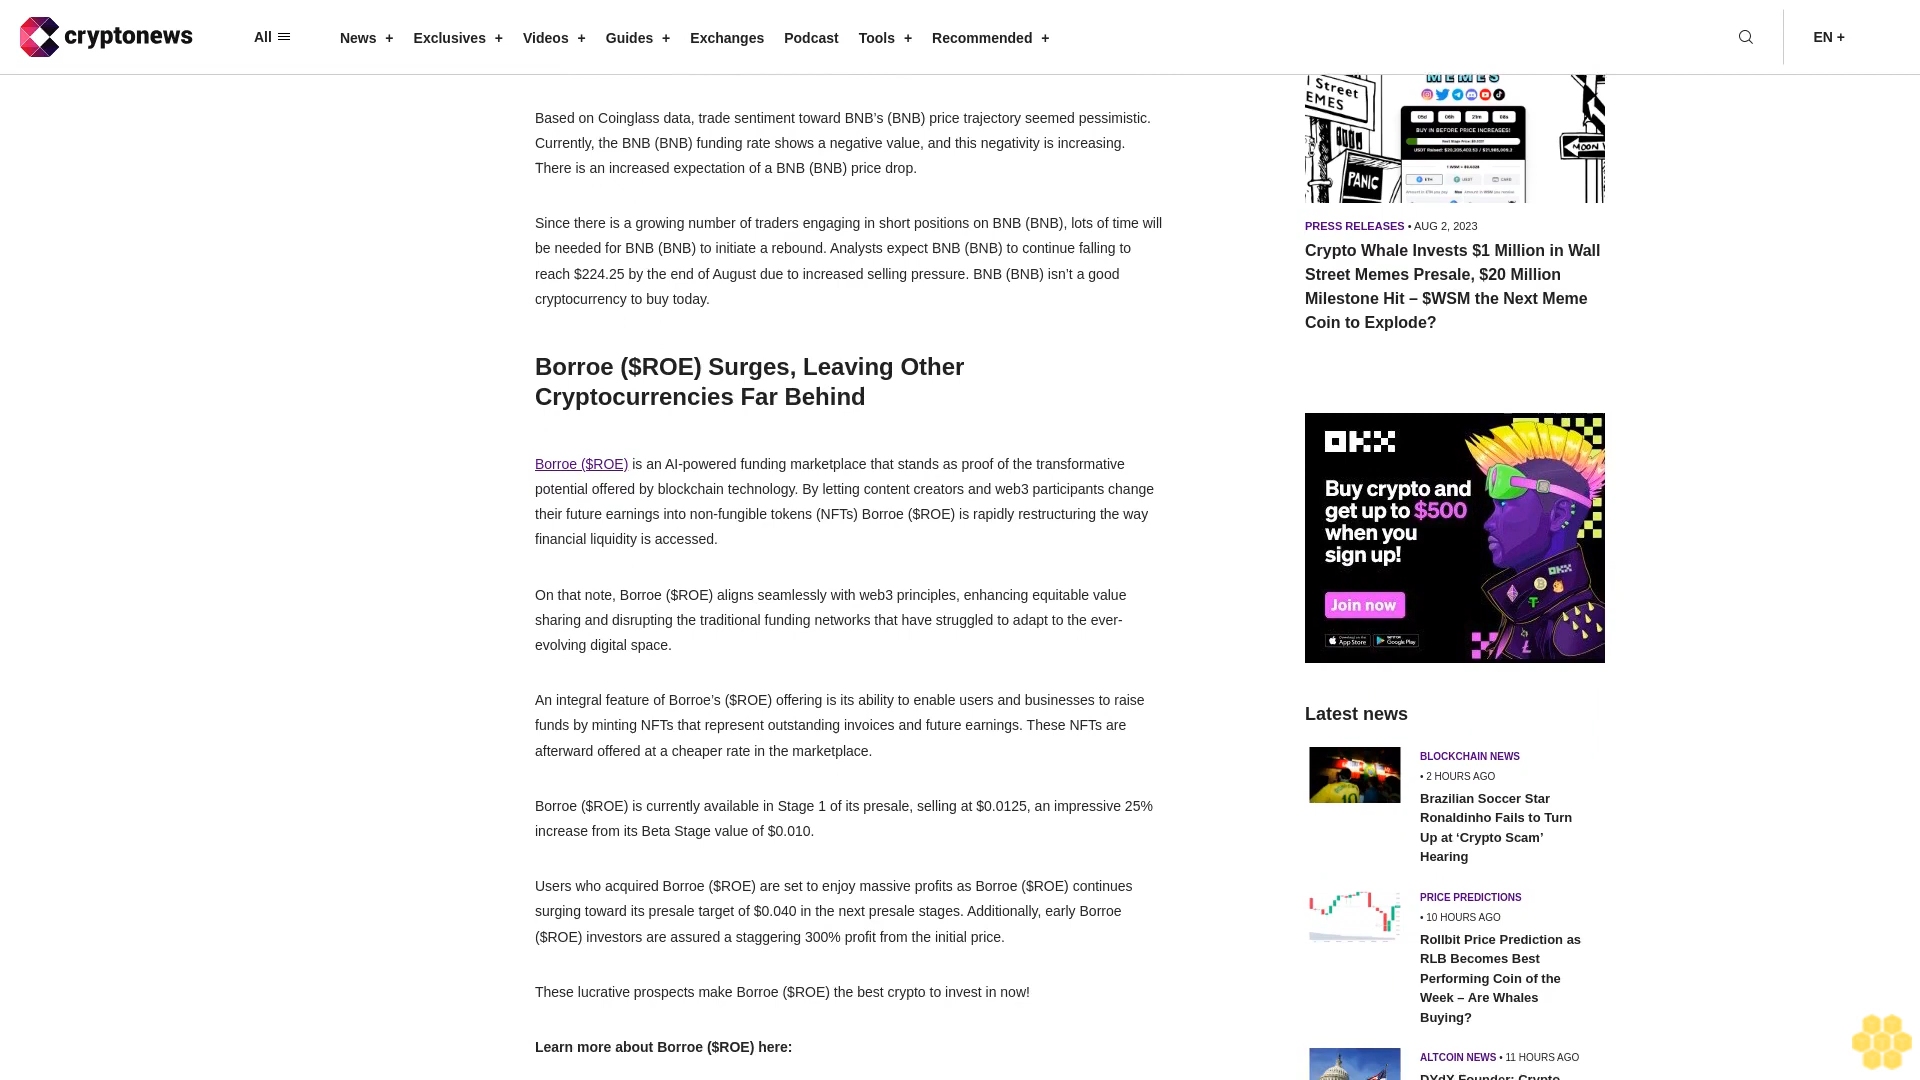 cryptonews
All
News +
Exclusives +
Videos +
Guides +
Exchanges
Podcast
Tools +
Recommended +
EN +
Based on Coinglass data, trade sentiment toward BNB’s (BNB) price trajectory seemed pessimistic.
Currently, the BNB (BNB) funding rate shows a negative value, and this negativity is increasing.
There is an increased expectation of a BNB (BNB) price drop.
Since there is a growing number of traders engaging in short positions on BNB (BNB), lots of time will
be needed for BNB (BNB) to initiate a rebound. Analysts expect BNB (BNB) to continue falling to
reach $224.25 by the end of August due to increased selling pressure. BNB (BNB) isn’t a good
cryptocurrency to buy today.
Borroe ($ROE) Surges, Leaving Other
Cryptocurrencies Far Behind
Borroe ($ROE) is an AI-powered funding marketplace that stands as proof of the transformative
potential offered by blockchain technology. By letting content creators and web3 participants change
their future earnings into non-fungible tokens (NFTs) Borroe ($ROE) is rapidly restructuring the way
financial liquidity is accessed.
On that note, Borroe ($ROE) aligns seamlessly with web3 principles, enhancing equitable value
sharing and disrupting the traditional funding networks that have struggled to adapt to the ever-
evolving digital space.
An integral feature of Borroe’s ($ROE) offering is its ability to enable users and businesses to raise
funds by minting NFTs that represent outstanding invoices and future earnings. These NFTs are
afterward offered at a cheaper rate in the marketplace.
Borroe ($ROE) is currently available in Stage 1 of its presale, selling at $0.0125, an impressive 25%
increase from its Beta Stage value of $0.010.
Users who acquired Borroe ($ROE) are set to enjoy massive profits as Borroe ($ROE) continues
surging toward its presale target of $0.040 in the next presale stages. Additionally, early Borroe
($ROE) investors are assured a staggering 300% profit from the initial price.
These lucrative prospects make Borroe ($ROE) the best crypto to invest in now!
Learn more about Borroe ($ROE) here:
MEMES
Street
EMES
BUY IN BEFORE PRICE INCREASES!
PANIC
MOON
ETH
USDT
CARD
PRESS RELEASES • AUG 2, 2023
Crypto Whale Invests $1 Million in Wall
Street Memes Presale, $20 Million
Milestone Hit – $WSM the Next Meme
Coin to Explode?
OKX
Buy crypto and
get up to $500
when you
sign up!
OKX
Join now
App Store
Google Play
Latest news
BLOCKCHAIN NEWS
• 2 HOURS AGO
Brazilian Soccer Star
Ronaldinho Fails to Turn
Up at ‘Crypto Scam’
Hearing
PRICE PREDICTIONS
• 10 HOURS AGO
Rollbit Price Prediction as
RLB Becomes Best
Performing Coin of the
Week – Are Whales
Buying?
ALTCOIN NEWS • 11 HOURS AGO
DYdX Founder: Crypto